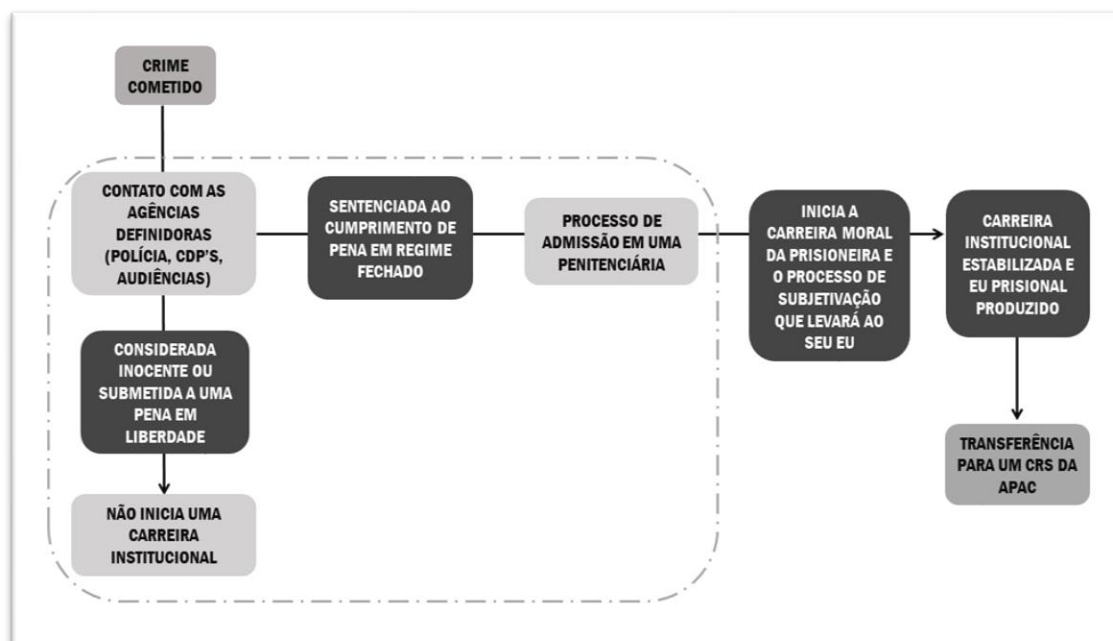 CRIME
COMETIDO
CONTATO COM AS
AGÊNCIAS
DEFINIDORAS
(POLÍCIA, CDP'S,
AUDIÊNCIAS)
SENTENCIADA AO
CUMPRIMENTO DE
PENA EM REGIME
FECHADO
PROCESSO DE
ADMISSÃO EM UMA
PENITENCIÁRIA
INICIA A
CARREIRA MORAL
DA PRISIONEIRA E
O PROCESSO DE
SUBJETIVAÇÃO
QUE LEVARÁ AO
SEU EU
CARREIRA
INSTITUCIONAL
ESTABILIZADA E
EU PRISIONAL
PRODUZIDO
CONSIDERADA
INOCENTE OU
SUBMETIDA A UMA
PENA EM
LIBERDADE
TRANSFERÊNCIA
PARA UM CRS DA
APAC
NÃO INICIA UMA
CARREIRA
INSTITUCIONAL